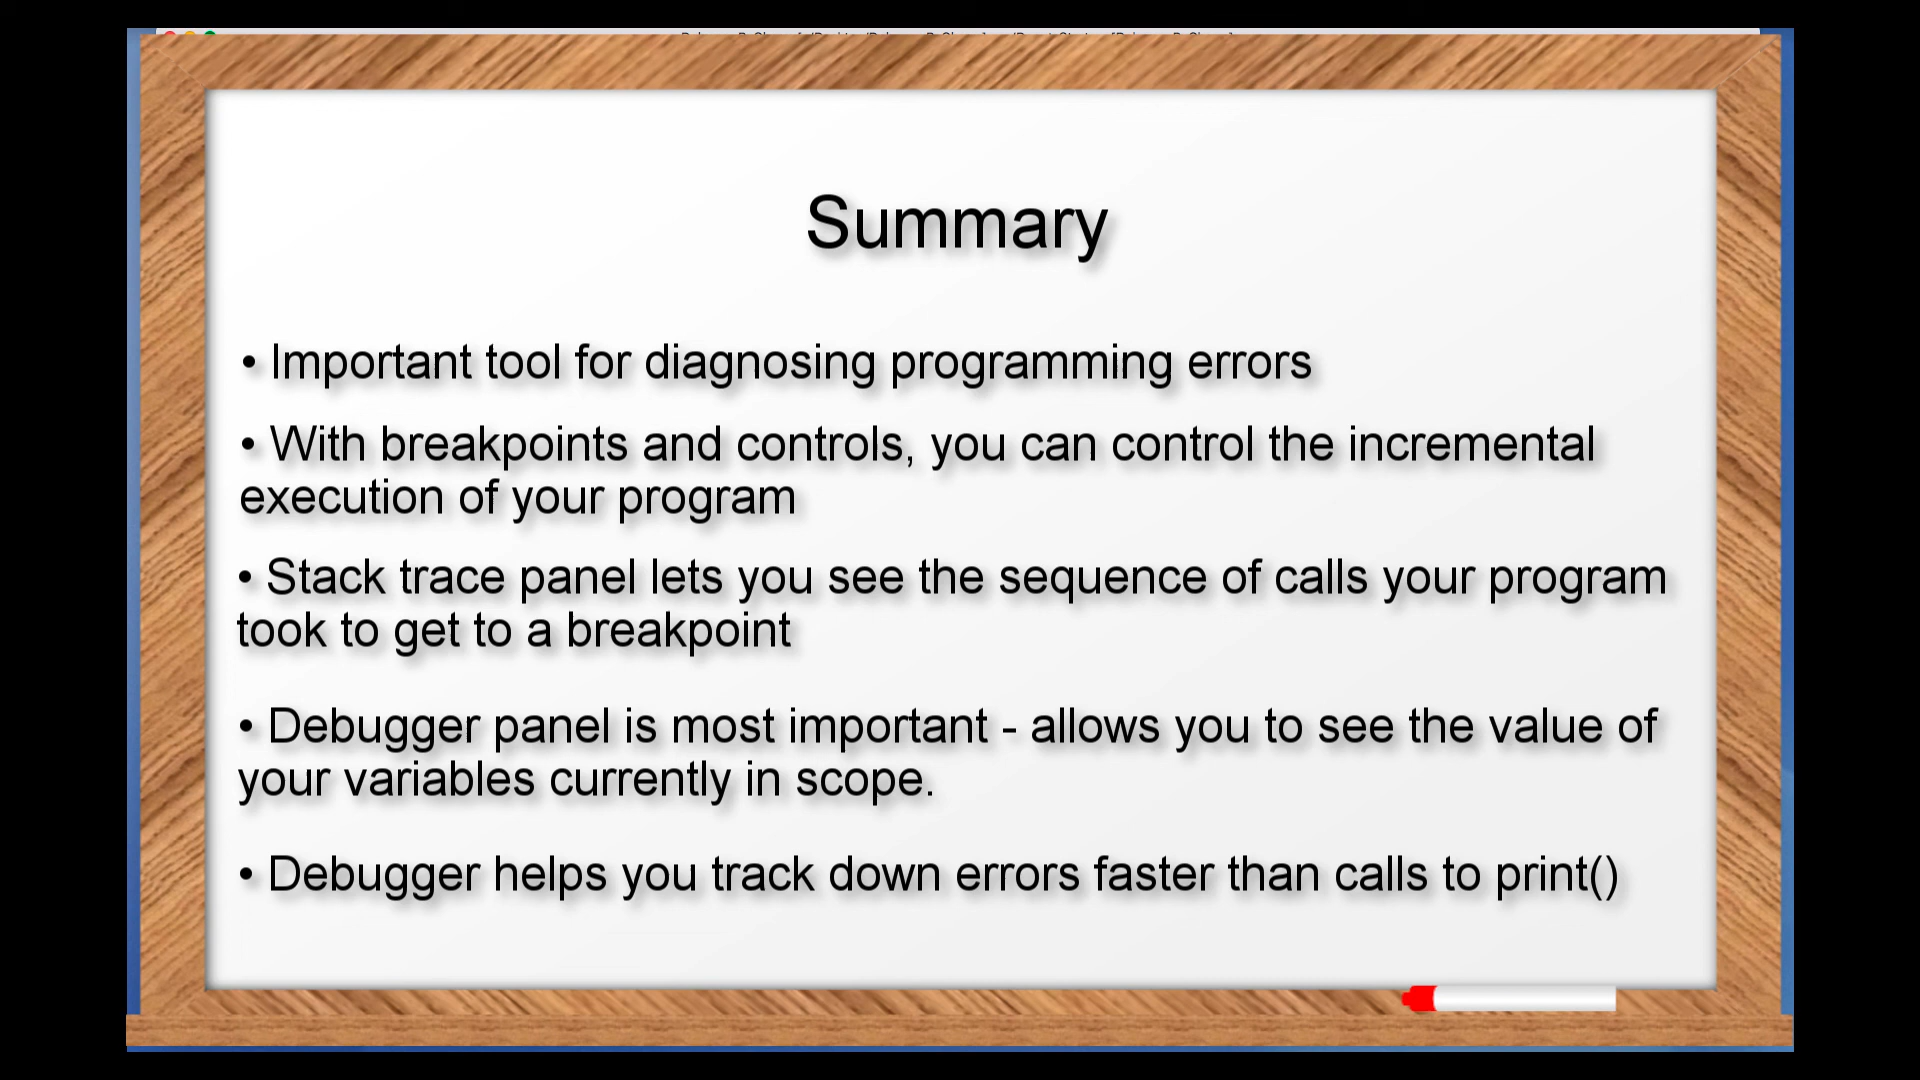 Summary
• Important tool for diagnosing programming errors
• With breakpoints and controls, you can control the incremental
execution of your program
• Stack trace panel lets you see the sequence of calls your program
took to get to a breakpoint
• Debugger panel is most important - allows you to see the value of
your variables currently in scope.
• Debugger helps you track down errors faster than calls to print()